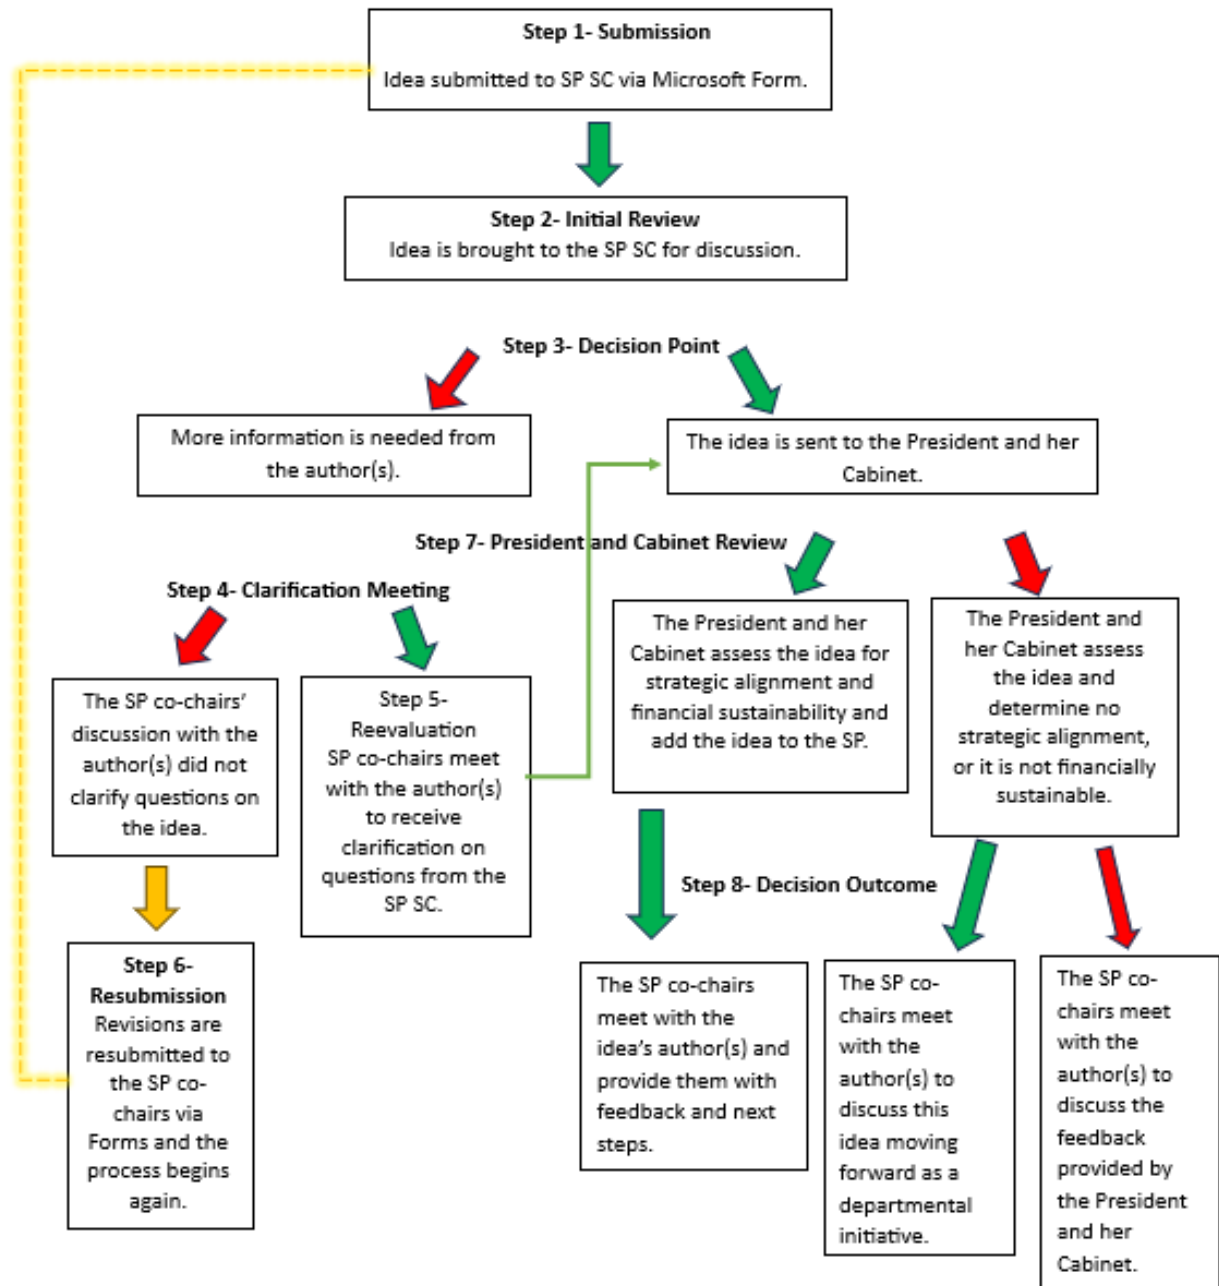 Step 1- Submission
Idea submitted to SP SC via Microsoft Form.
Step 2- Initial Review
Idea is brought to the SP SC for discussion.
Step 3- Decision Point
More information is needed from
the author(s).
The idea is sent to the President and her
Cabinet.
Step 7- President and Cabinet Review
Step 4- Clarification Meeting
The SP co-chairs'
discussion with the
author(s) did not
clarify questions on
the idea.
Step 5-
Reevaluation
SP co-chairs meet
with the author(s)
to receive
clarification on
questions from the
SP SC.
The President and her
Cabinet assess the idea for
strategic alignment and
financial sustainability and
add the idea to the SP.
The President and
her Cabinet assess
the idea and
determine no
strategic alignment,
or it is not financially
sustainable.
Step 8- Decision Outcome
Step 6-
Resubmission
Revisions are
resubmitted to
the SP co-
chairs via
Forms and the
process begins
again.
The SP co-chairs
meet with the
idea's author(s) and
provide them with
feedback and next
steps.
The SP co-
chairs meet
with the
author(s) to
discuss this
idea moving
forward as a
departmental
initiative.
The SP co-
chairs meet
with the
author(s) to
discuss the
feedback
provided by
the President
and her
Cabinet.